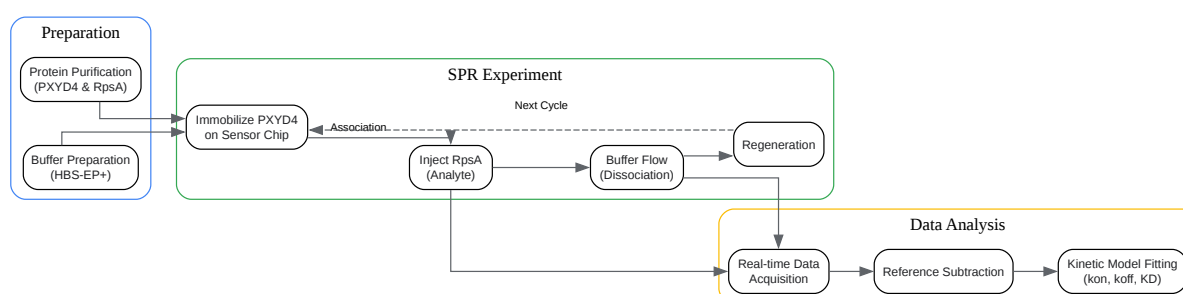 Preparation
Protein Purification
(PXYD4 & RpsA)
Buffer Preparation
(HBS-EP+)
SPR Experiment
Next Cycle
Immobilize PXYD4
on Sensor Chip
Association
Inject RpsA
(Analyte)
Buffer Flow
(Dissociation)
Regeneration
Data Analysis
Real-time Data
Acquisition
Reference Subtraction
Kinetic Model Fitting
(kon, koff, KD)